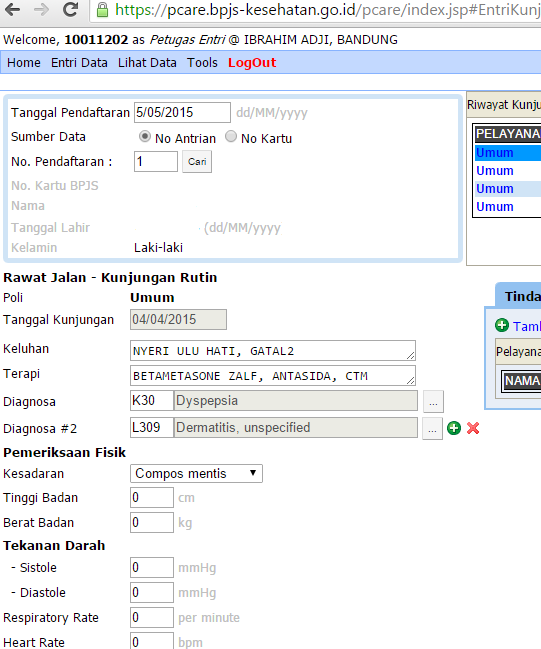 https://pcare.bpjs-kesehatan.go.id/pcare/index.jsp#EntriKunj
Welcome, 10011202 as Petugas Entri @ IBRAHIM ADJI, BANDUNG
Home Entri Data Lihat Data Tools LogOut
Tanggal Pendaftaran 5/05/2015 dd/MM/yyyy
Sumber Data No Antrian No Kartu
No. Pendaftaran : 1 Cari
No. Kartu BPJS
Nama
Tanggal Lahir - (dd/MM/yyyy
Kelamin Laki-laki
Riwayat Kunju
PELAYANA
Umum
Umum
Umum
Umum
Rawat Jalan - Kunjungan Rutin
Poli Umum
Tanggal Kunjungan 04/04/2015
Keluhan NYERI ULU HATI, GATAL2
Terapi BETAMETASONE ZALF, ANTASIDA, CTM
Diagnosa K30 Dyspepsia ...
Diagnosa #2 L309 Dermatitis, unspecified ...
Tinda
Tamb
Pelayana
NAMA
Pemeriksaan Fisik
Kesadaran Compos mentis
Tinggi Badan 0 cm
Berat Badan 0 kg
Tekanan Darah
- Sistole 0 mmHg
- Diastole 0 mmHg
Respiratory Rate 0 per minute
Heart Rate 0 bpm